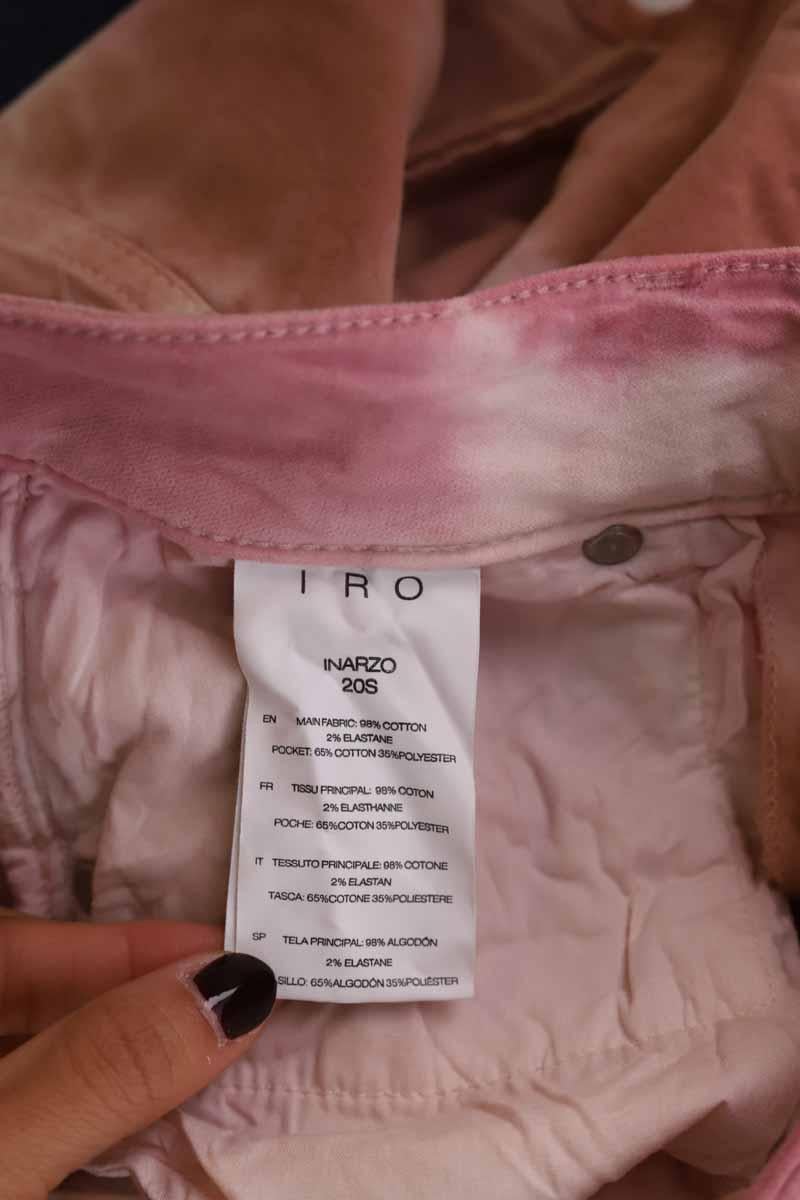 IRO
INARZO
20S
EN MAIN FABRIC: 98% COTTON
2% ELASTANE
POCKET: 65% COTTON 35%POLYESTER
FR TISSU PRINCIPAL: 98% COTON
2% ELASTHANNE
POCHE: 65%COTON 35%POLYESTER
IT TESSUTO PRINCIPALE: 98% COTONE
2% ELASTAN
TASCA: 65%COTONE 35%POLIESTERE
SP TELA PRINCIPAL: 98% ALGODÓN
2% ELASTANE
SILLO: 65%ALGODÓN 35%POLIÉSTER